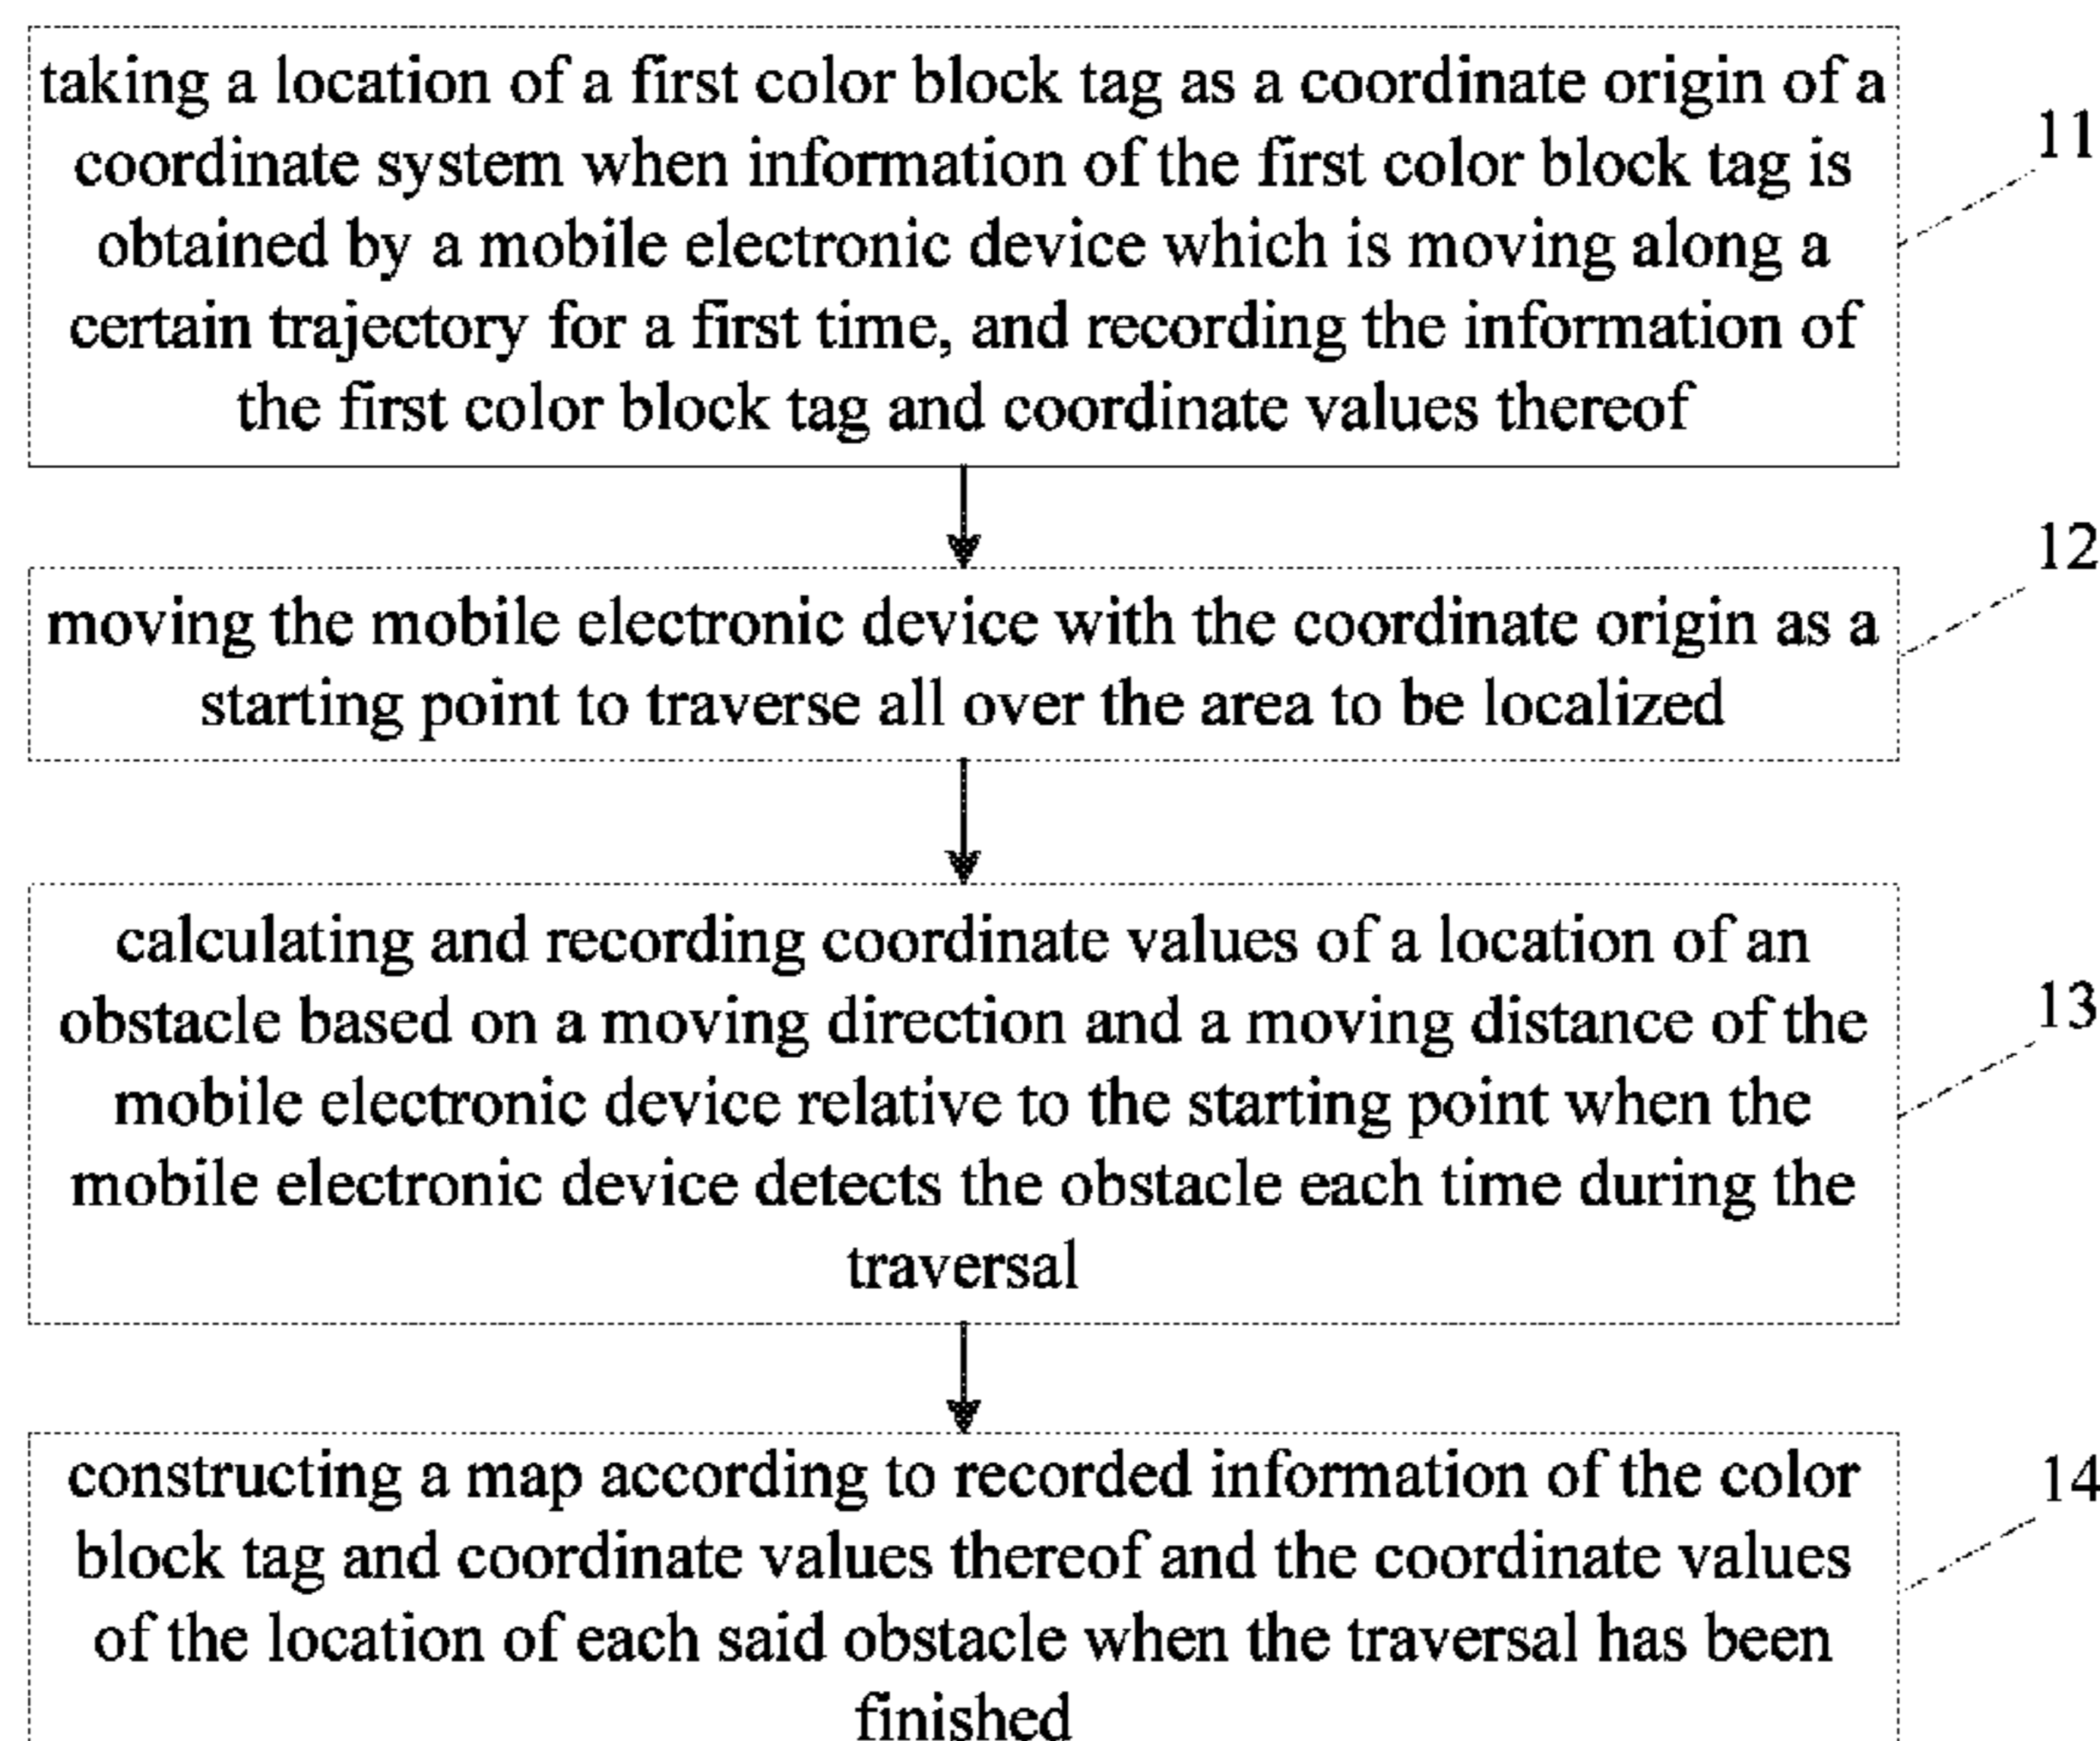 taking a location of a first color block tag as a coordinate origin of a
coordinate system when information of the first color block tag is
obtained by a mobile electronic device which is moving along a
certain trajectory for a first time, and recording the information of
the first color block tag and coordinate values thereof
11
moving the mobile electronic device with the coordinate origin as a
starting point to traverse all over the area to be localized
12
calculating and recording coordinate values of a location of an
obstacle based on a moving direction and a moving distance of the
mobile electronic device relative to the starting point when the
mobile electronic device detects the obstacle each time during the
traversal
13
constructing a map according to recorded information of the color
block tag and coordinate values thereof and the coordinate values
of the location of each said obstacle when the traversal has been
finished
14